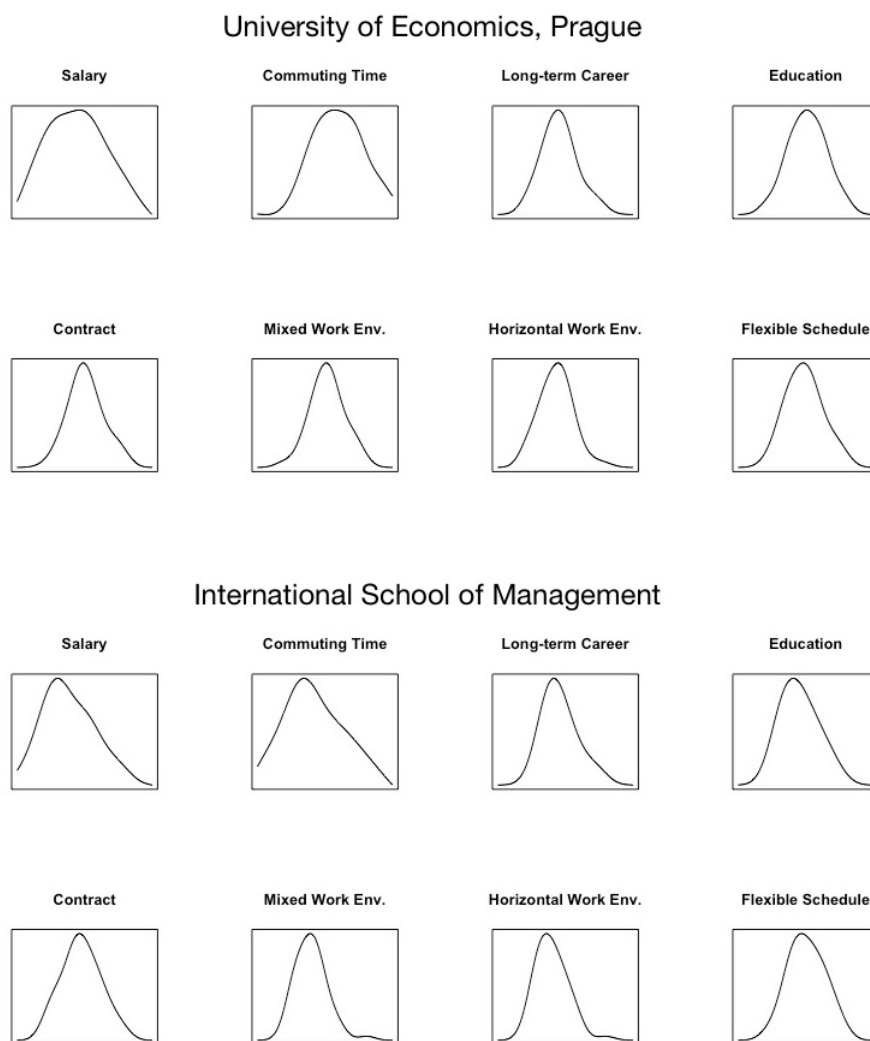 University of Economics, Prague
Salary
Commuting Time
Long-term Career
Education
Contract
Mixed Work Env.
Horizontal Work Env.
Flexible Schedule
International School of Management
Salary
Commuting Time
Long-term Career
Education
Contract
Mixed Work Env.
Horizontal Work Env.
Flexible Schedule